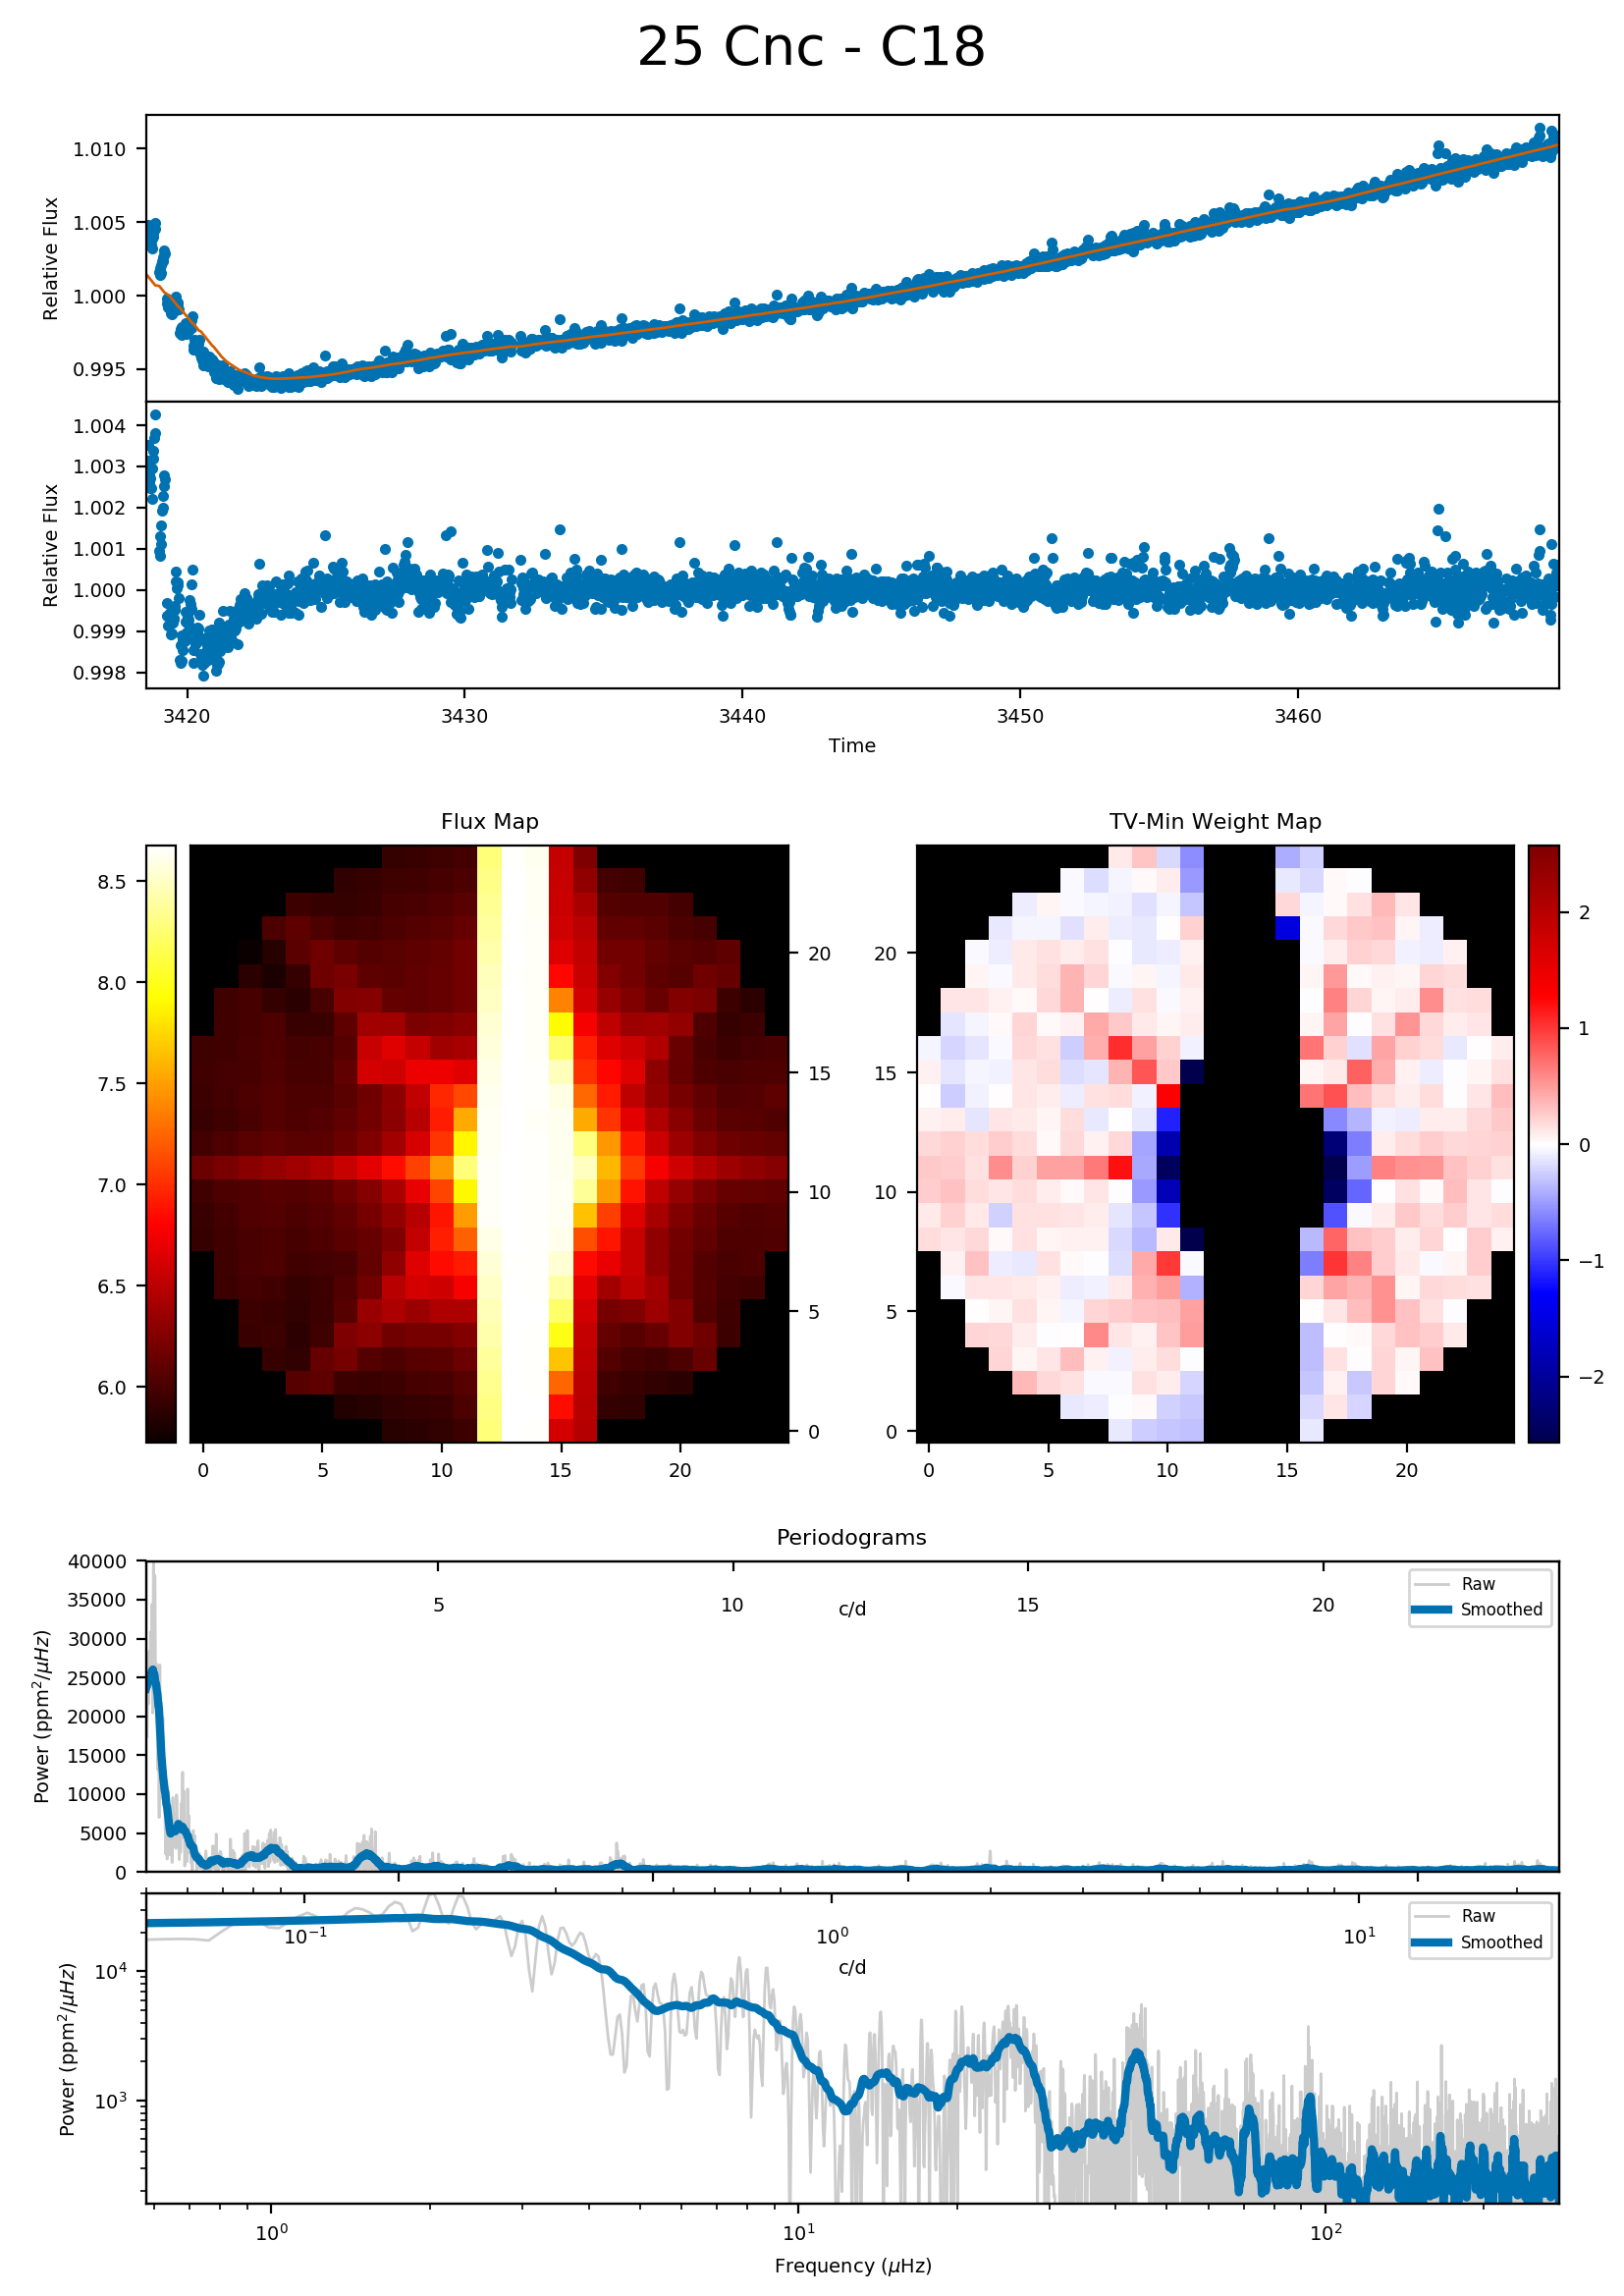 25 Cnc - C18
1.010
1.005
1.000
0.995
Relative Flux
1.004
1.003
1.002
1.001
1.000
0.999
0.998
Relative Flux
3420 3430 3440 3450 3460
Time
Flux Map
8.5
8.0
7.5
7.0
6.5
6.0
20
15
10
5
0
0 5 10 15 20
TV-Min Weight Map
20
15
10
5
0
0 5 10 15 20
2
1
0
−1
−2
Periodograms
40000
35000
30000
25000
20000
15000
10000
5000
0
Power (ppm²/μHz)
5 10 15 20
c/d
Raw
Smoothed
10⁴
10³
Power (ppm²/μHz)
10⁻¹ 10⁰ 10¹
c/d
Raw
Smoothed
10⁰ 10¹ 10²
Frequency (μHz)